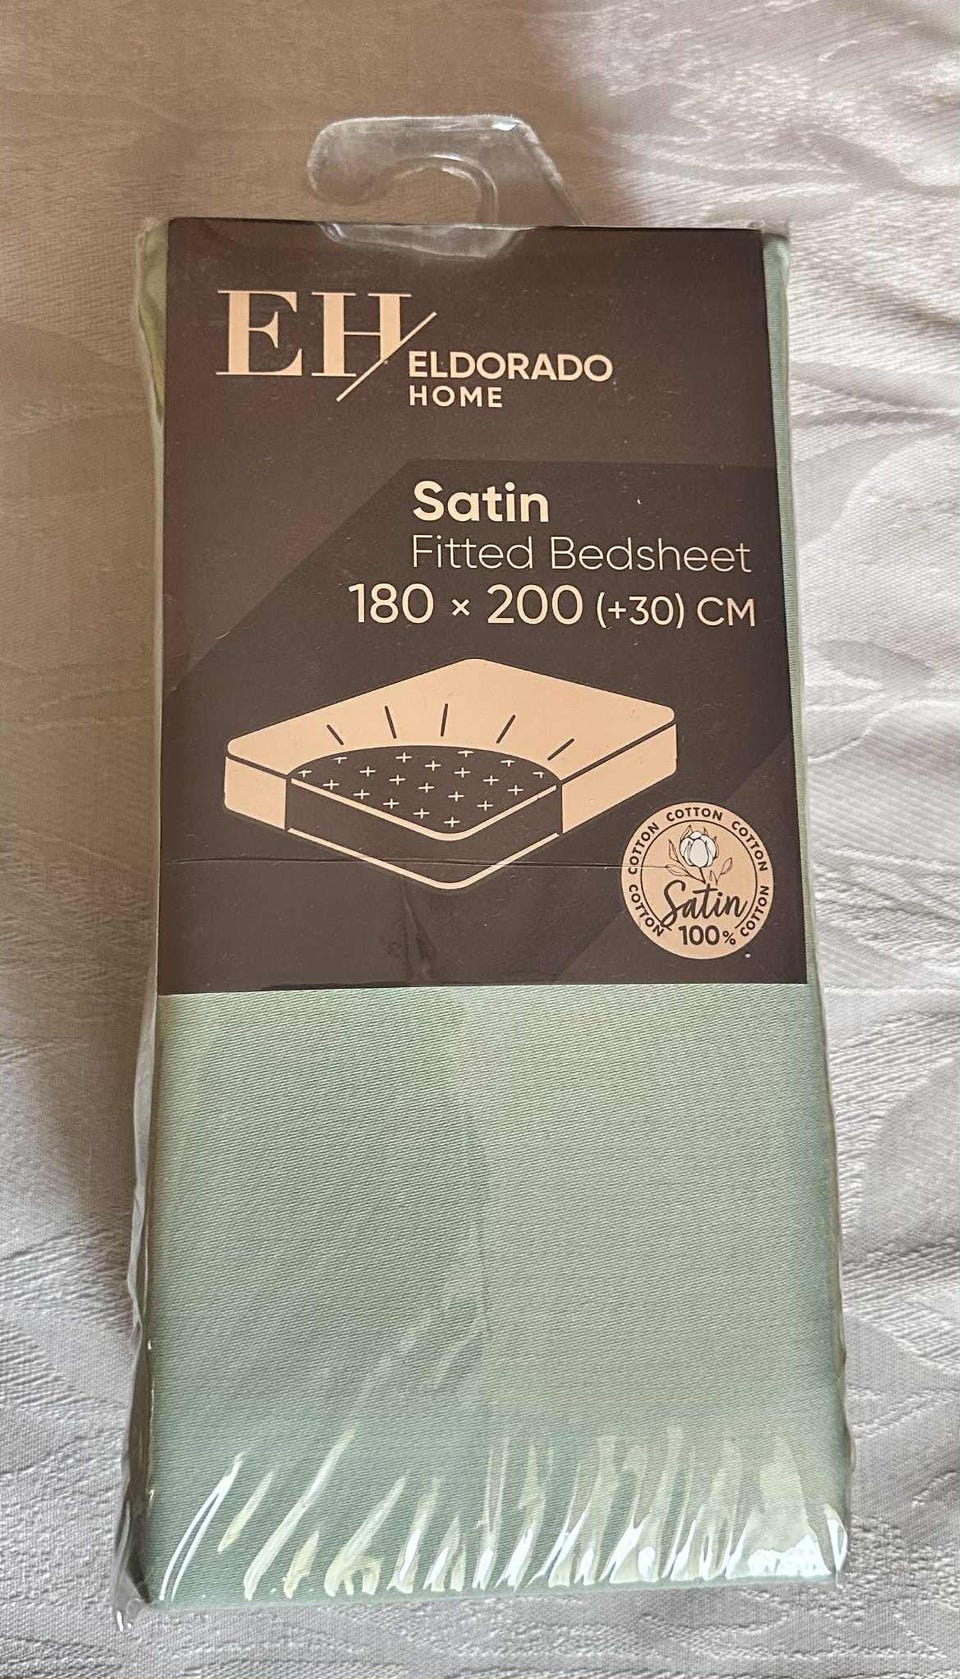 EH
ELDORADO
HOME
Satin
Fitted Bedsheet
180 × 200 (+30) CM
COTTON COTTON COTTON COTTON COTTON COTTON
Satin
100%